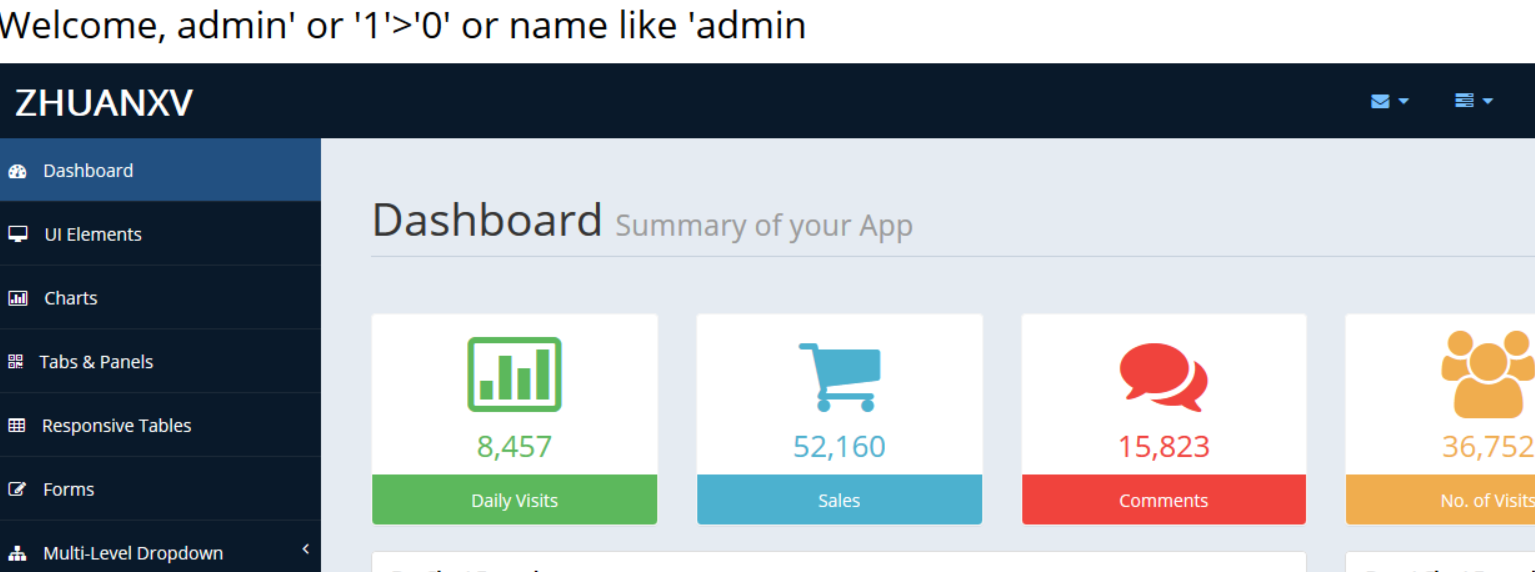 Welcome, admin' or '1'>'0' or name like 'admin
ZHUANXV
Dashboard
UI Elements
Charts
Tabs & Panels
Responsive Tables
Forms
Multi-Level Dropdown
Dashboard Summary of your App
8,457
Daily Visits
52,160
Sales
15,823
Comments
36,752
No. of Visits